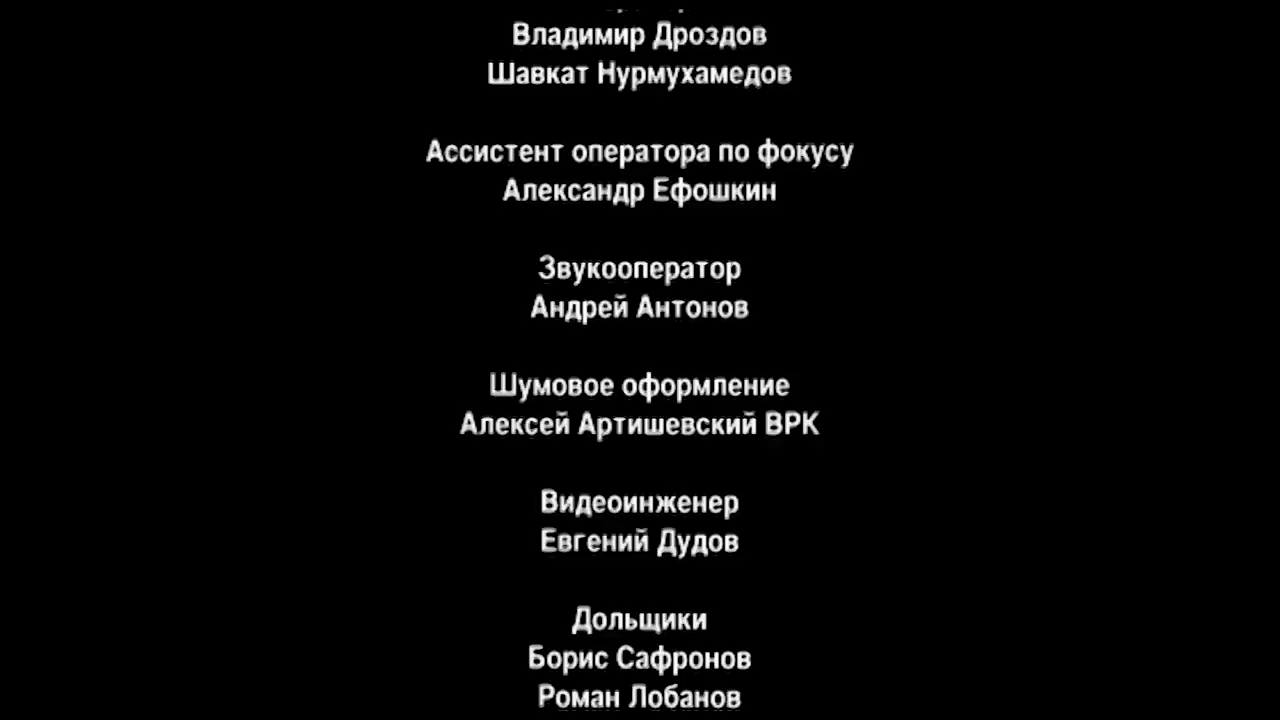 Владимир Дроздов
Шавкат Нурмухамедов
Ассистент оператора по фокусу
Александр Ефошкин
Звукооператор
Андрей Антонов
Шумовое оформление
Алексей Артишевский ВРК
Видеоинженер
Евгений Дудов
Дольщики
Борис Сафронов
Роман Лобанов